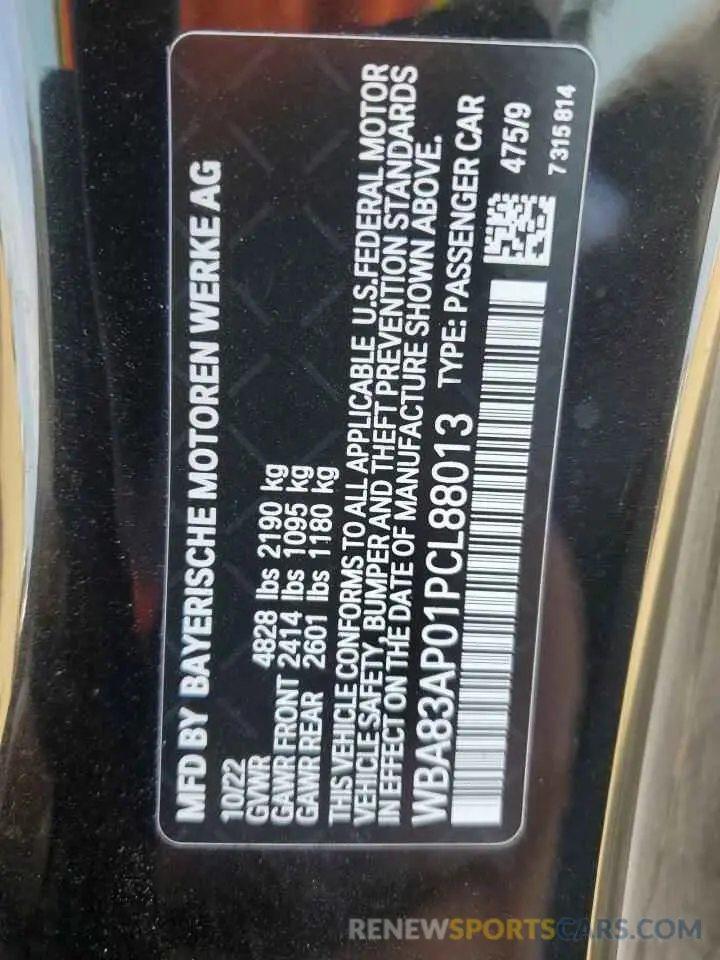 MFD BY BAYERISCHE MOTOREN WERKE AG
10/22
GVWR 4828 lbs 2190 kg
GAWR FRONT 2414 lbs 1095 kg
GAWR REAR 2601 lbs 1180 kg
THIS VEHICLE CONFORMS TO ALL APPLICABLE U.S.FEDERAL MOTOR
VEHICLE SAFETY, BUMPER AND THEFT PREVENTION STANDARDS
IN EFFECT ON THE DATE OF MANUFACTURE SHOWN ABOVE.
WBA83AP01PCL88013 TYPE: PASSENGER CAR
475/9
7315814
RENEWSPORTSCARS.COM